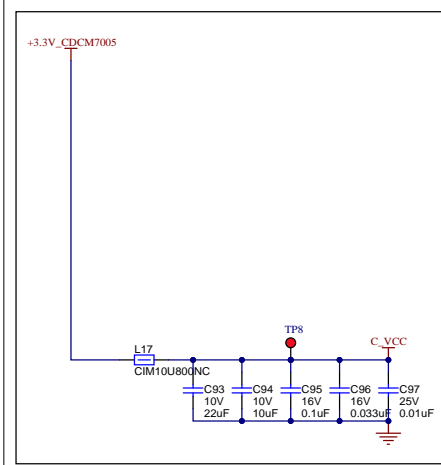 +3.3V_CDCM7005
TP8
C_VCC
L17
CIM10U800NC
C93
10V
22uF
C94
10V
10uF
C95
16V
0.1uF
C96
16V
0.033uF
C97
25V
0.01uF